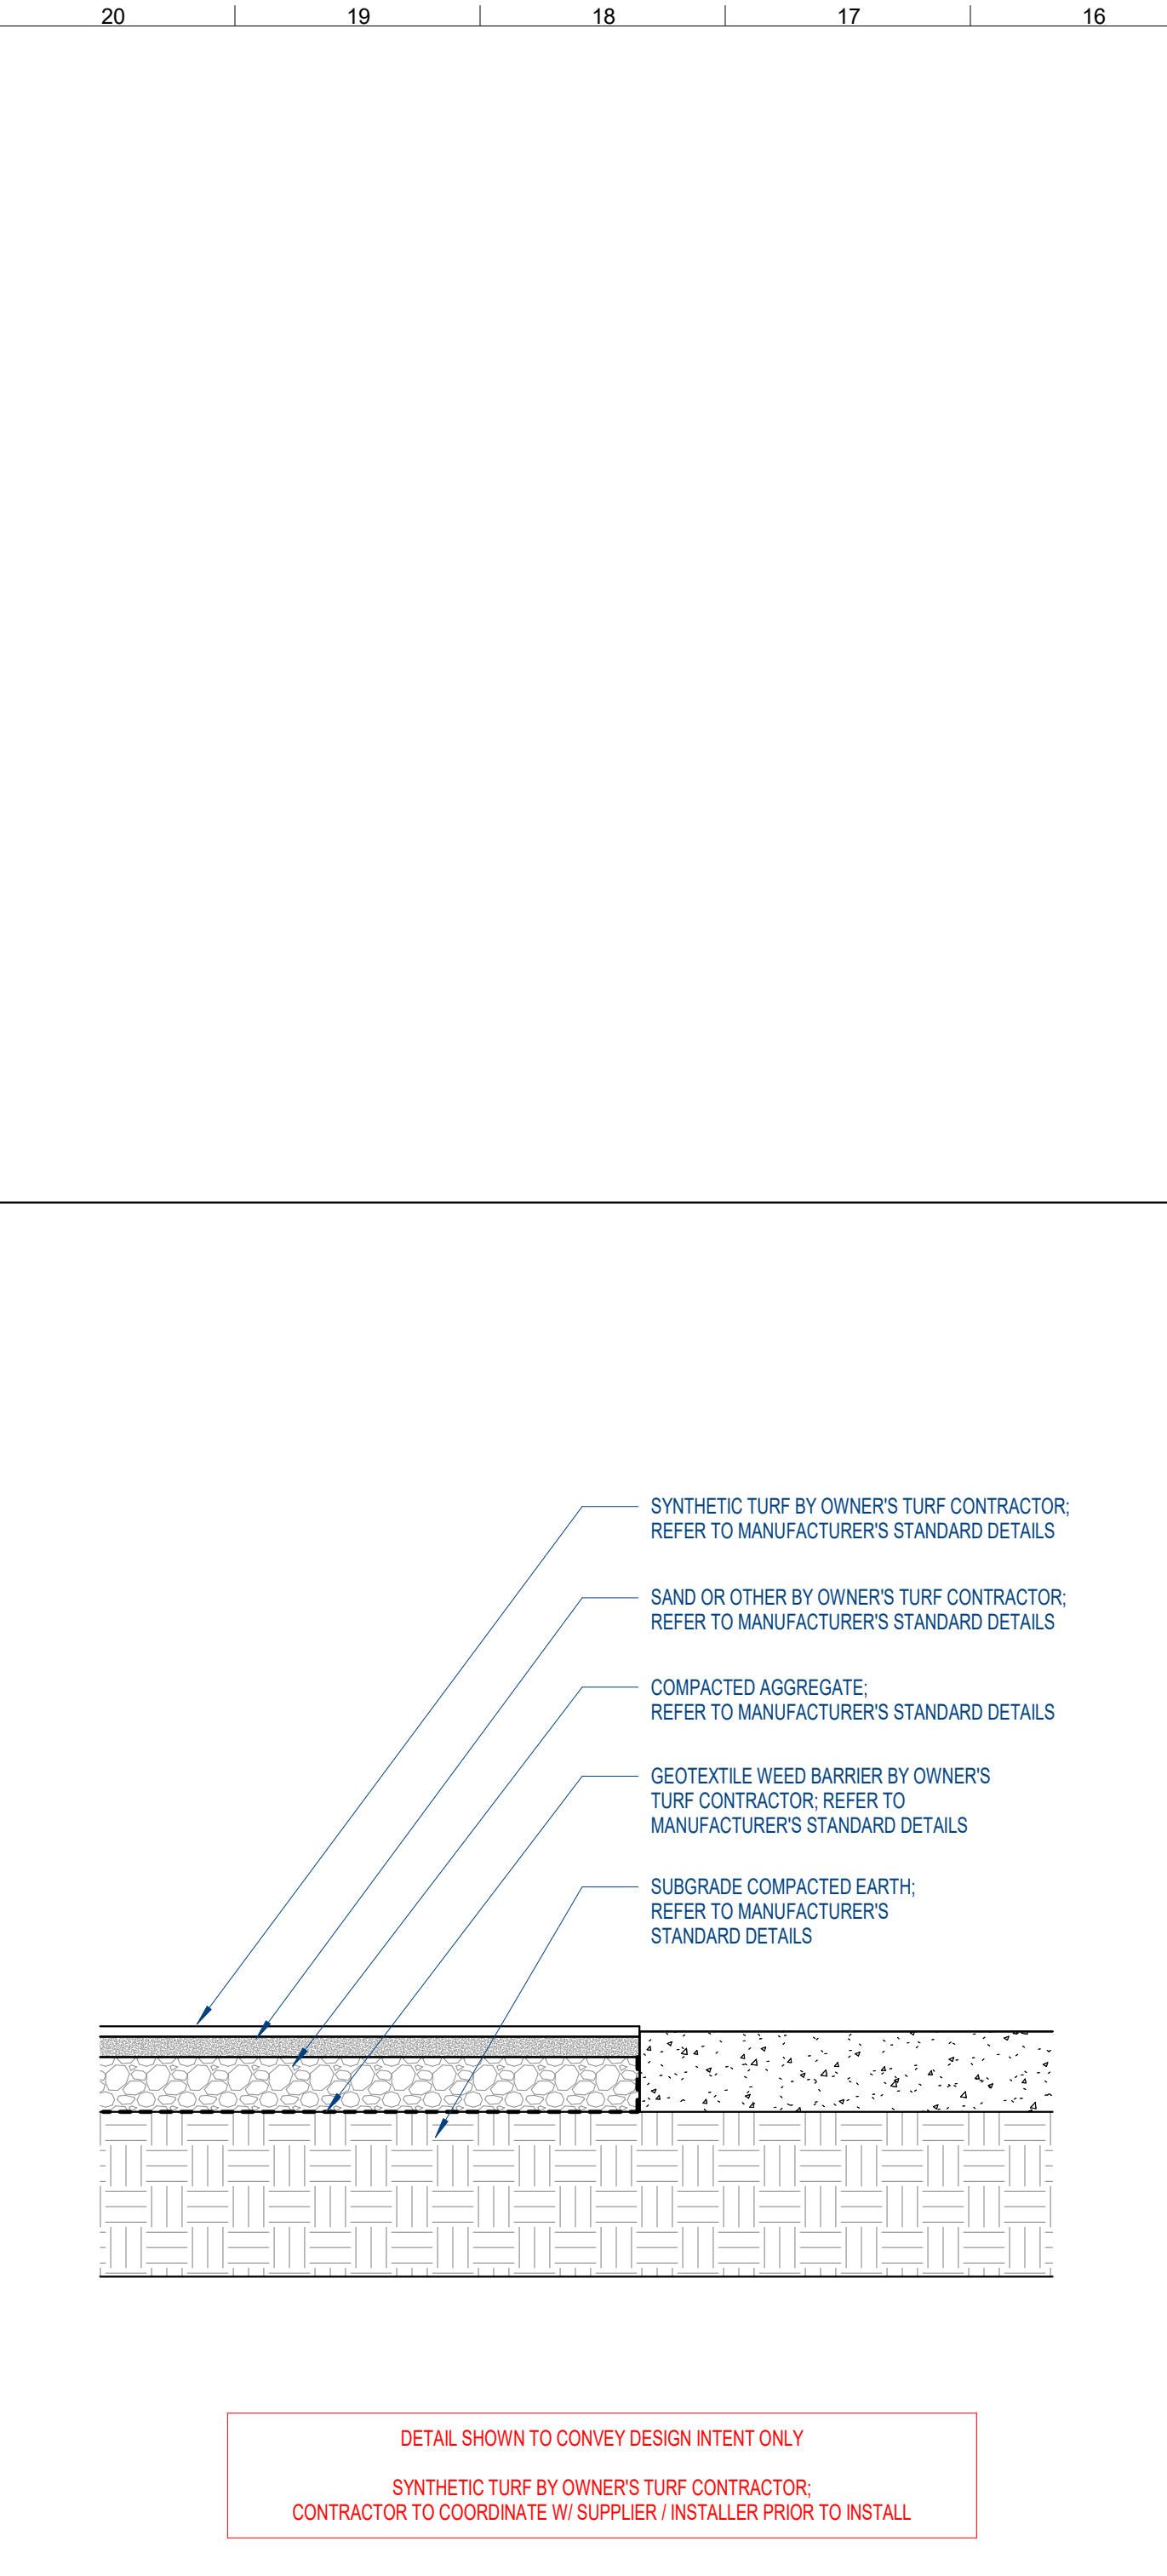 20 19 18 17 16
SYNTHETIC TURF BY OWNER'S TURF CONTRACTOR;
REFER TO MANUFACTURER'S STANDARD DETAILS
SAND OR OTHER BY OWNER'S TURF CONTRACTOR;
REFER TO MANUFACTURER'S STANDARD DETAILS
COMPACTED AGGREGATE;
REFER TO MANUFACTURER'S STANDARD DETAILS
GEOTEXTILE WEED BARRIER BY OWNER'S
TURF CONTRACTOR; REFER TO
MANUFACTURER'S STANDARD DETAILS
SUBGRADE COMPACTED EARTH;
REFER TO MANUFACTURER'S
STANDARD DETAILS
DETAIL SHOWN TO CONVEY DESIGN INTENT ONLY
SYNTHETIC TURF BY OWNER'S TURF CONTRACTOR;
CONTRACTOR TO COORDINATE W/ SUPPLIER / INSTALLER PRIOR TO INSTALL